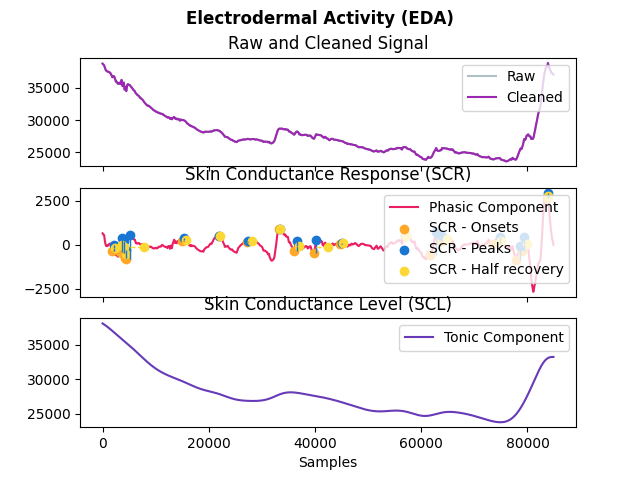 Electrodermal Activity (EDA)
Raw and Cleaned Signal
35000
30000
25000
Raw
Cleaned
Skin Conductance Response (SCR)
2500
0
−2500
Phasic Component
SCR - Onsets
SCR - Peaks
SCR - Half recovery
Skin Conductance Level (SCL)
35000
30000
25000
Tonic Component
0 20000 40000 60000 80000
Samples